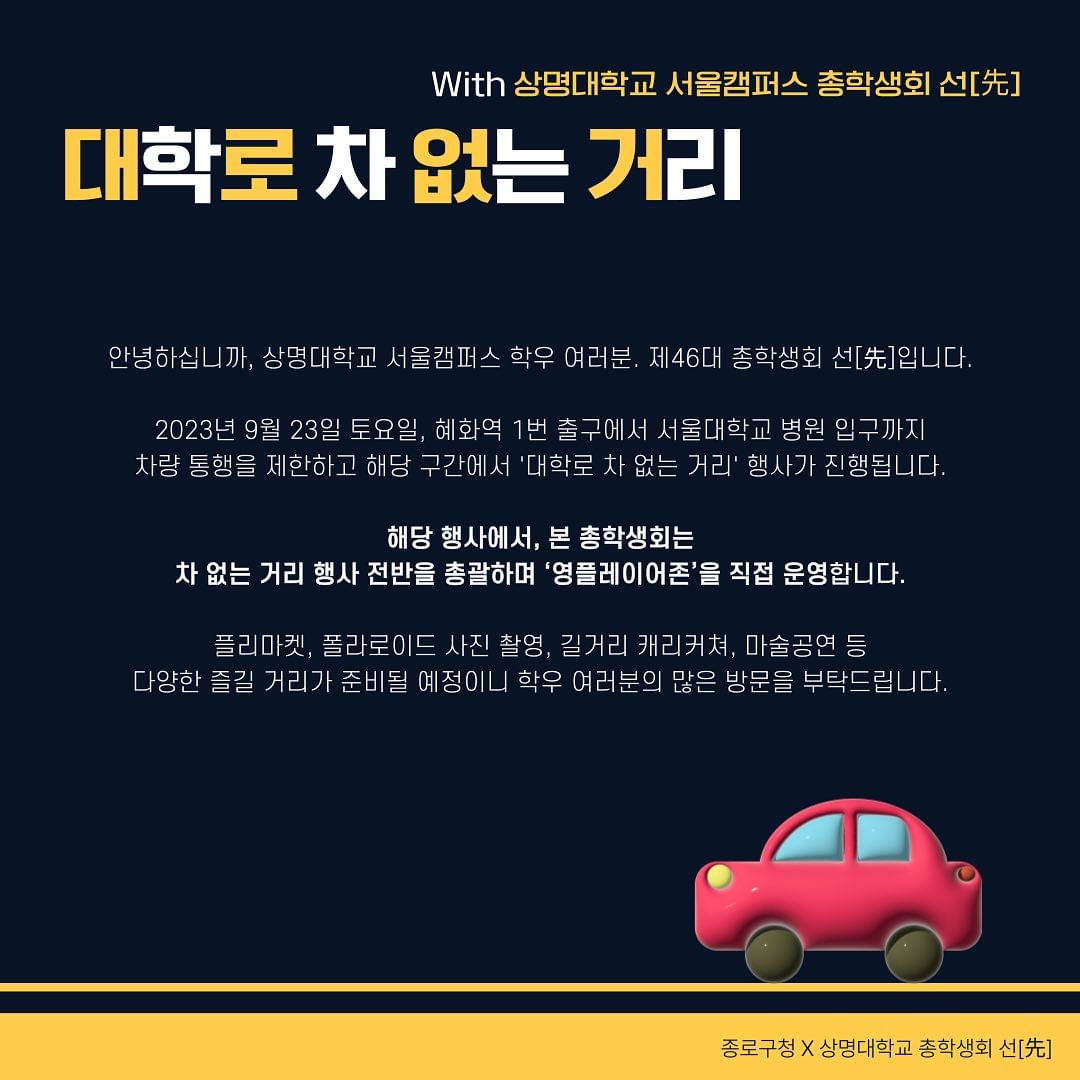 With 상명대학교 서울캠퍼스 총학생회 선[先]
대학로 차 없는 거리
안녕하십니까, 상명대학교 서울캠퍼스 학우 여러분. 제46대 총학생회 선[先]입니다.
2023년 9월 23일 토요일, 혜화역 1번 출구에서 서울대학교 병원 입구까지
차량 통행을 제한하고 해당 구간에서 '대학로 차 없는 거리' 행사가 진행됩니다.
해당 행사에서, 본 총학생회는
차 없는 거리 행사 전반을 총괄하며 ‘영플레이어존’을 직접 운영합니다.
플리마켓, 폴라로이드 사진 촬영, 길거리 캐리커쳐, 마술공연 등
다양한 즐길 거리가 준비될 예정이니 학우 여러분의 많은 방문을 부탁드립니다.
종로구청 X 상명대학교 총학생회 선[先]